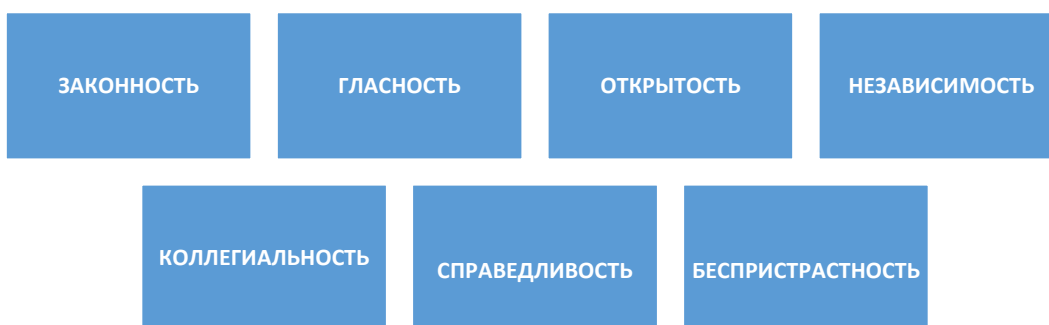 ЗАКОННОСТЬ
ГЛАСНОСТЬ
ОТКРЫТОСТЬ
НЕЗАВИСИМОСТЬ
КОЛЛЕГИАЛЬНОСТЬ
СПРАВЕДЛИВОСТЬ
БЕСПРИСТРАСТНОСТЬ